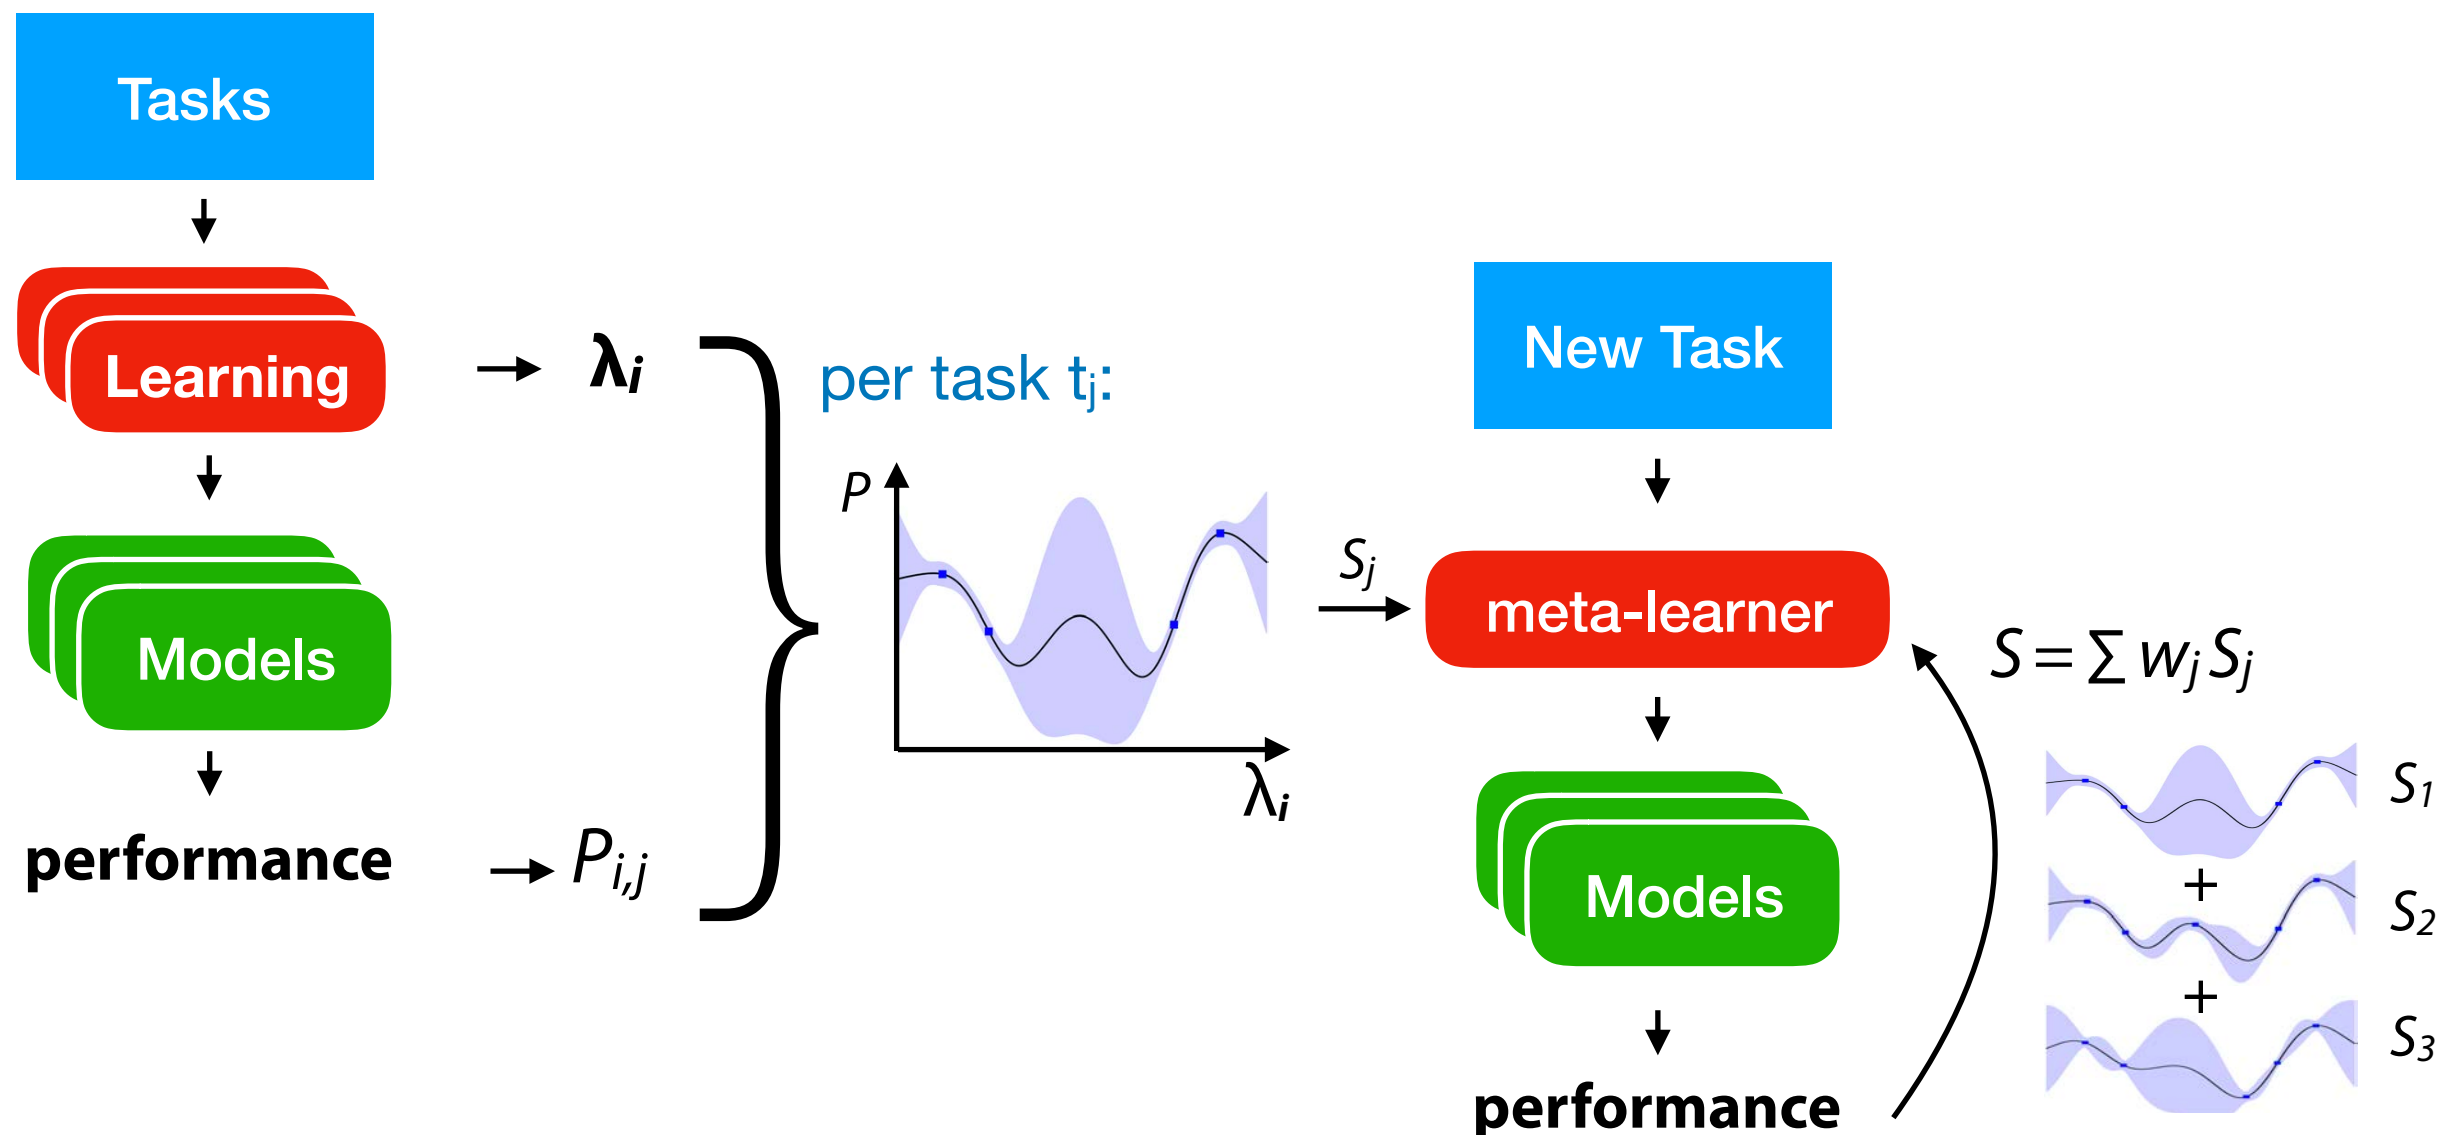 Tasks
Learning
Models
performance
λi
Pi,j
per task tj:
P
λi
Sj
New Task
meta-learner
Models
performance
S = ∑ wj Sj
S1
+
S2
+
S3